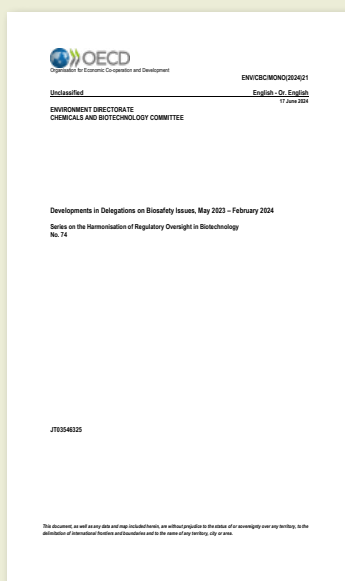 OECD
Organisation for Economic Co-operation and Development
ENV/CBC/MONO(2024)21
Unclassified English - Or. English
17 June 2024
ENVIRONMENT DIRECTORATE
CHEMICALS AND BIOTECHNOLOGY COMMITTEE
Developments in Delegations on Biosafety Issues, May 2023 – February 2024
Series on the Harmonisation of Regulatory Oversight in Biotechnology
No. 74
JT03546325
This document, as well as any data and map included herein, are without prejudice to the status of or sovereignty over any territory, to the
delimitation of international frontiers and boundaries and to the name of any territory, city or area.